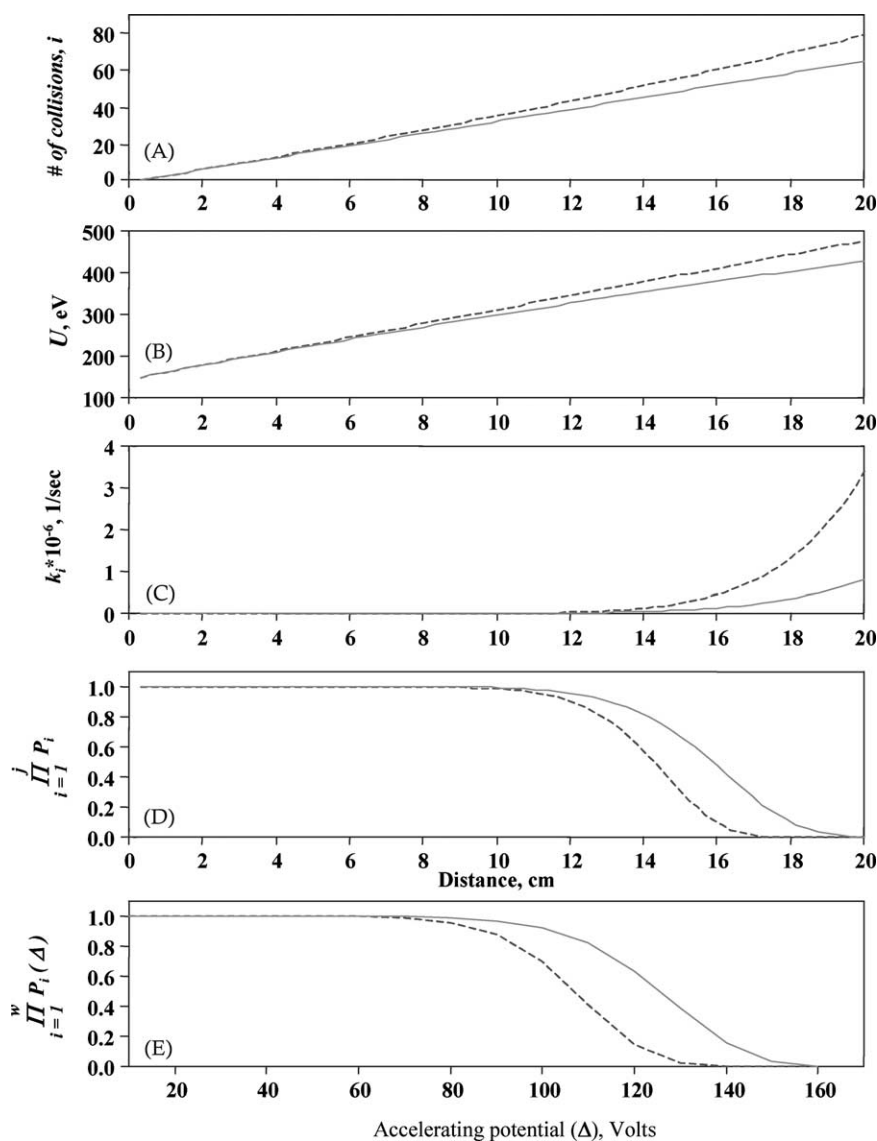 # of collisions, i
80
60
40
20
0
(A)
0 2 4 6 8 10 12 14 16 18 20
U, eV
500
400
300
200
100
(B)
0 2 4 6 8 10 12 14 16 18 20
k_i*10^-6, 1/sec
4
3
2
1
0
(C)
0 2 4 6 8 10 12 14 16 18 20
j
Π P_i
i = 1
1.0
0.8
0.6
0.4
0.2
0.0
(D)
0 2 4 6 8 10 12 14 16 18 20
Distance, cm
w
Π P_i (Δ)
i = 1
1.0
0.8
0.6
0.4
0.2
0.0
(E)
20 40 60 80 100 120 140 160
Accelerating potential (Δ), Volts